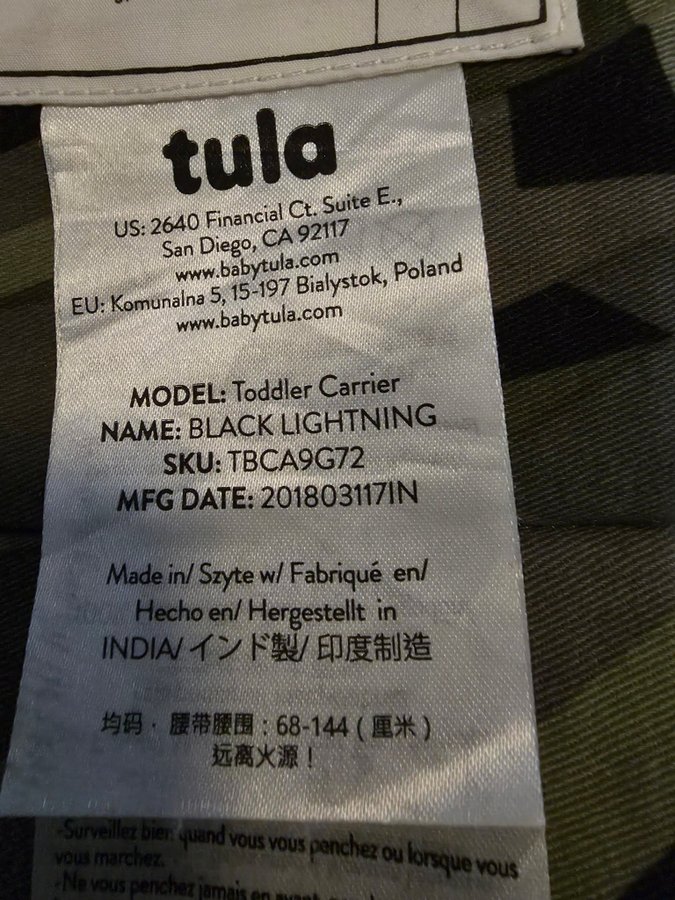 tula
US: 2640 Financial Ct. Suite E.,
San Diego, CA 92117
www.babytula.com
EU: Komunalna 5, 15-197 Bialystok, Poland
www.babytula.com
MODEL: Toddler Carrier
NAME: BLACK LIGHTNING
SKU: TBCA9G72
MFG DATE: 201803117IN
Made in/ Szyte w/ Fabriqué en/
Hecho en/ Hergestellt in
INDIA/ インド製/ 印度制造
均码 · 腰带腰围：68-144 ( 厘米 )
远离火源！
-Surveillez bien quand vous vous penchez ou lorsque vous
vous marchez.
-Ne vous penchez jamais en avant